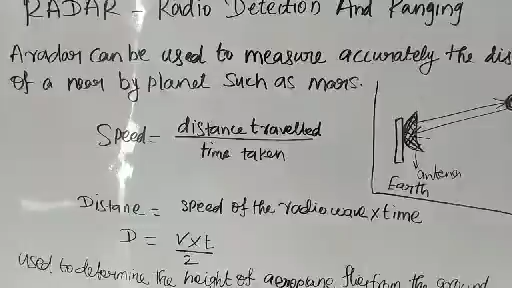 RADAR - Radio Detection And Ranging
A radar can be used to measure accurately the dis
of a near by planet such as mars.
Speed = distance travelled
time taken
antenna
Earth
Distane = speed of the radio wave x time
D = V x t
2
used to determine the height of aeroplane flies from the ground